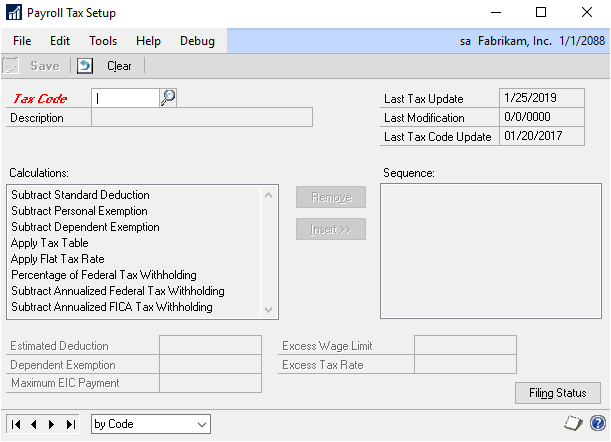 Payroll Tax Setup
File Edit Tools Help Debug sa Fabrikam, Inc. 1/1/2088
Save Clear
Tax Code
Description
Last Tax Update 1/25/2019
Last Modification 0/0/0000
Last Tax Code Update 01/20/2017
Calculations:
Subtract Standard Deduction
Subtract Personal Exemption
Subtract Dependent Exemption
Apply Tax Table
Apply Flat Tax Rate
Percentage of Federal Tax Withholding
Subtract Annualized Federal Tax Withholding
Subtract Annualized FICA Tax Withholding
Remove
Insert >>
Sequence:
Estimated Deduction
Dependent Exemption
Maximum EIC Payment
Excess Wage Limit
Excess Tax Rate
Filing Status
by Code